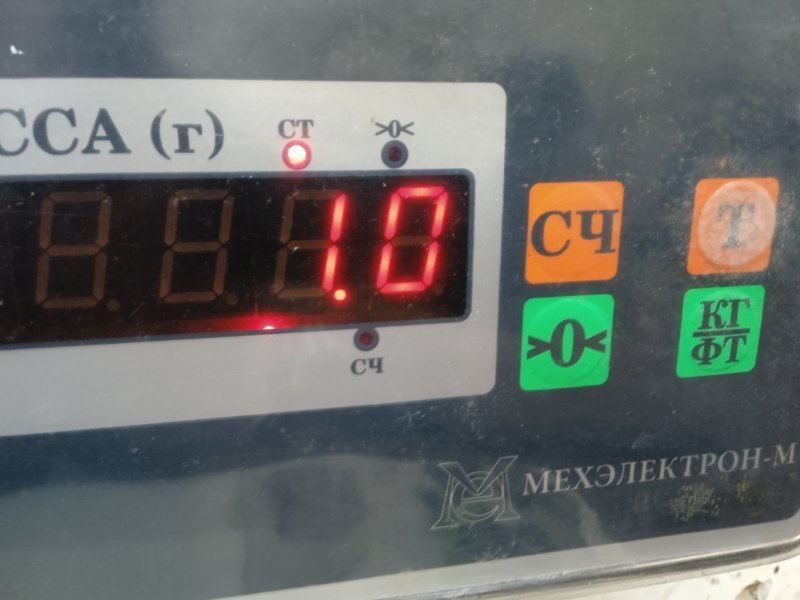 ССА (г)
СТ
>0<
1.0
СЧ
СЧ
Т
>0<
КГ
ФТ
МЕХЭЛЕКТРОН-М